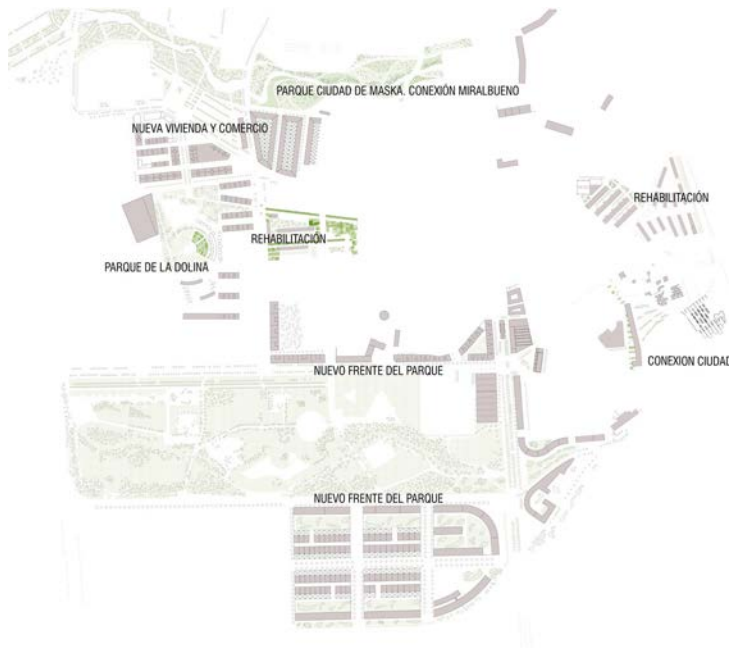 PARQUE CIUDAD DE MASKA. CONEXIÓN MIRALBUENO
NUEVA VIVIENDA Y COMERCIO
REHABILITACIÓN
REHABILITACIÓN
PARQUE DE LA DOLINA
CONEXION CIUDAD
NUEVO FRENTE DEL PARQUE
NUEVO FRENTE DEL PARQUE